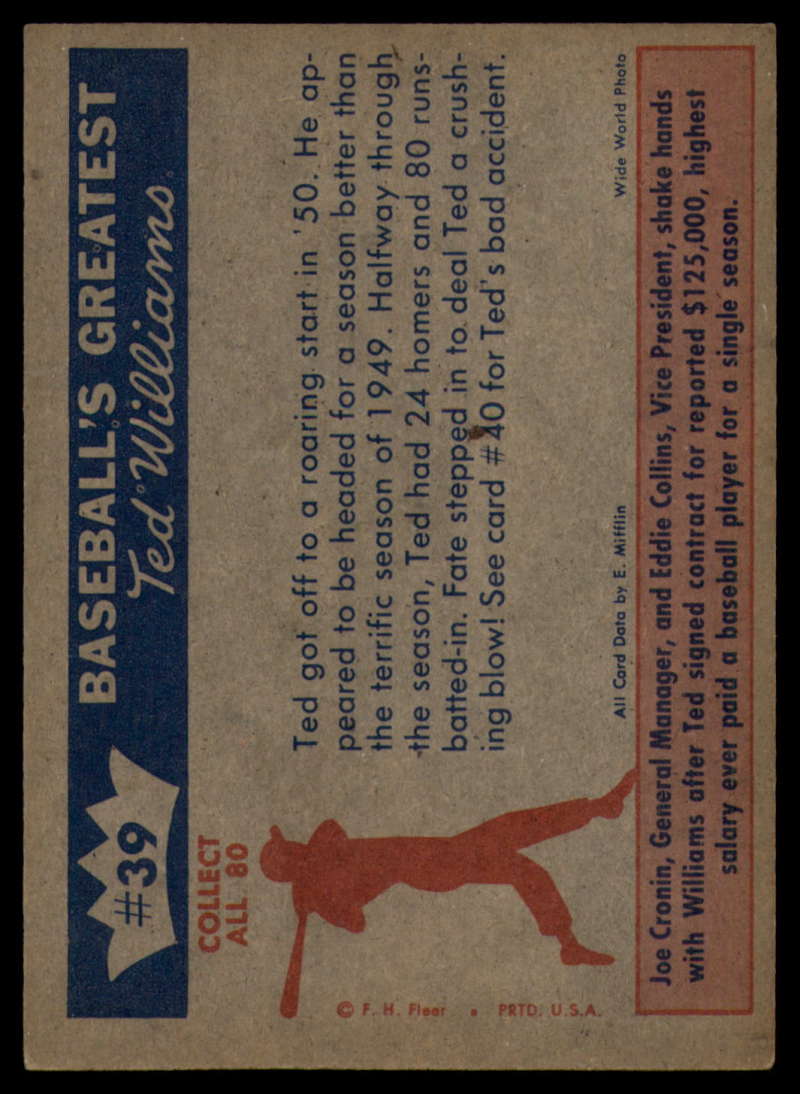 #39
BASEBALL'S GREATEST
Ted Williams
COLLECT
ALL 80
Ted got off to a roaring start in '50. He ap-
peared to be headed for a season better than
the terrific season of 1949. Halfway through
the season, Ted had 24 homers and 80 runs-
batted-in. Fate stepped in to deal Ted a crush-
ing blow! See card #40 for Ted's bad accident.
© F. H. Fleer • PRTD. U.S.A.
All Card Data by E. Mifflin
Wide World Photo
Joe Cronin, General Manager, and Eddie Collins, Vice President, shake hands
with Williams after Ted signed contract for reported $125,000, highest
salary ever paid a baseball player for a single season.